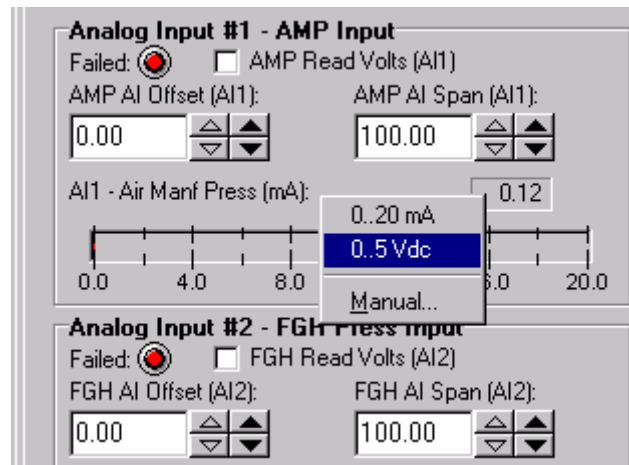 Analog Input #1 - AMP Input
Failed: AMP Read Volts (AI1)
AMP AI Offset (AI1): AMP AI Span (AI1):
0.00 100.00
AI1 - Air Manf Press (mA): 0.12
0..20 mA
0..5 Vdc
Manual...
0.0 4.0 8.0 6.0 20.0
Analog Input #2 - FGH Press Input
Failed: FGH Read Volts (AI2)
FGH AI Offset (AI2): FGH AI Span (AI2):
0.00 100.00